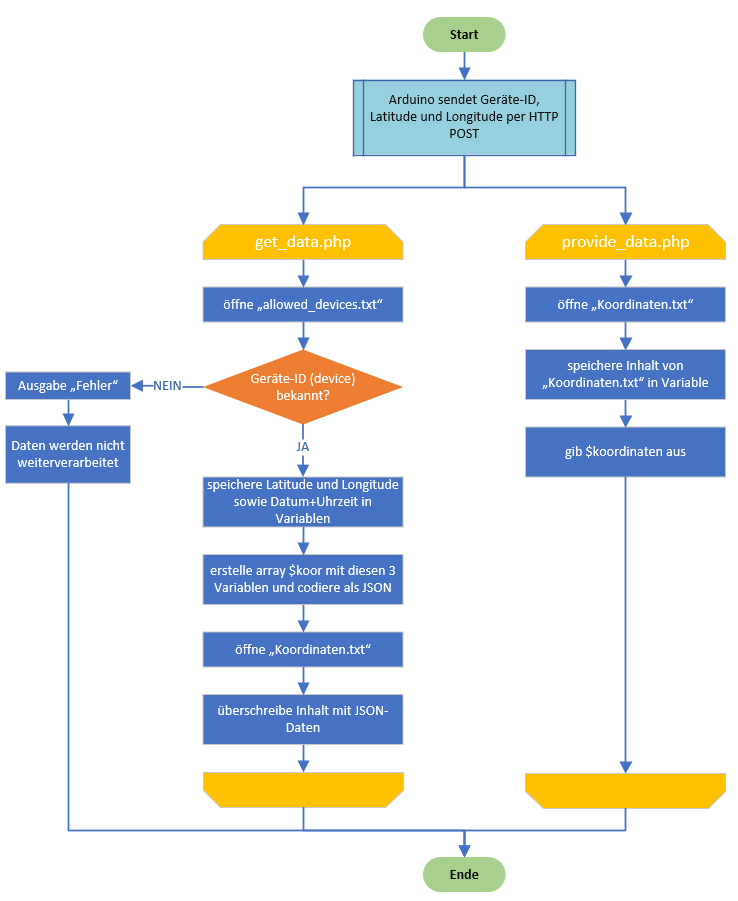 Start
Arduino sendet Geräte-ID,
Latitude und Longitude per HTTP
POST
get_data.php
öffne „allowed_devices.txt“
Geräte-ID (device)
bekannt?
NEIN
Ausgabe „Fehler“
Daten werden nicht
weiterverarbeitet
JA
speichere Latitude und Longitude
sowie Datum+Uhrzeit in
Variablen
erstelle array $koor mit diesen 3
Variablen und codiere als JSON
öffne „Koordinaten.txt“
überschreibe Inhalt mit JSON-
Daten
provide_data.php
öffne „Koordinaten.txt“
speichere Inhalt von
„Koordinaten.txt“ in Variable
gib $koordinaten aus
Ende